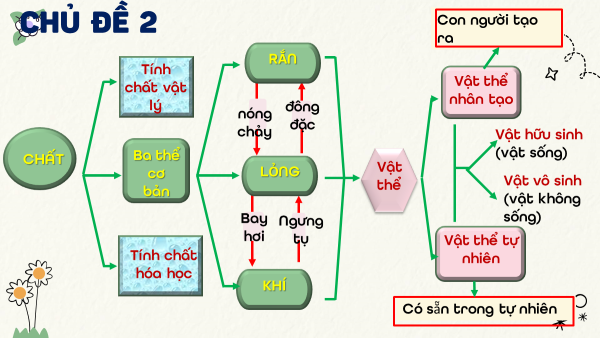 CHỦ ĐỀ 2
CHẤT
Tính
chất vật
lý
Ba thể
cơ
bản
Tính chất
hóa học
RẮN
nóng
chảy
đông
đặc
LỎNG
Bay
hơi
Ngưng
tụ
KHÍ
Vật
thể
Con người tạo
ra
Vật thể
nhân tạo
Vật hữu sinh
(vật sống)
Vật vô sinh
(vật không
sống)
Vật thể tự
nhiên
Có sẵn trong tự nhiên